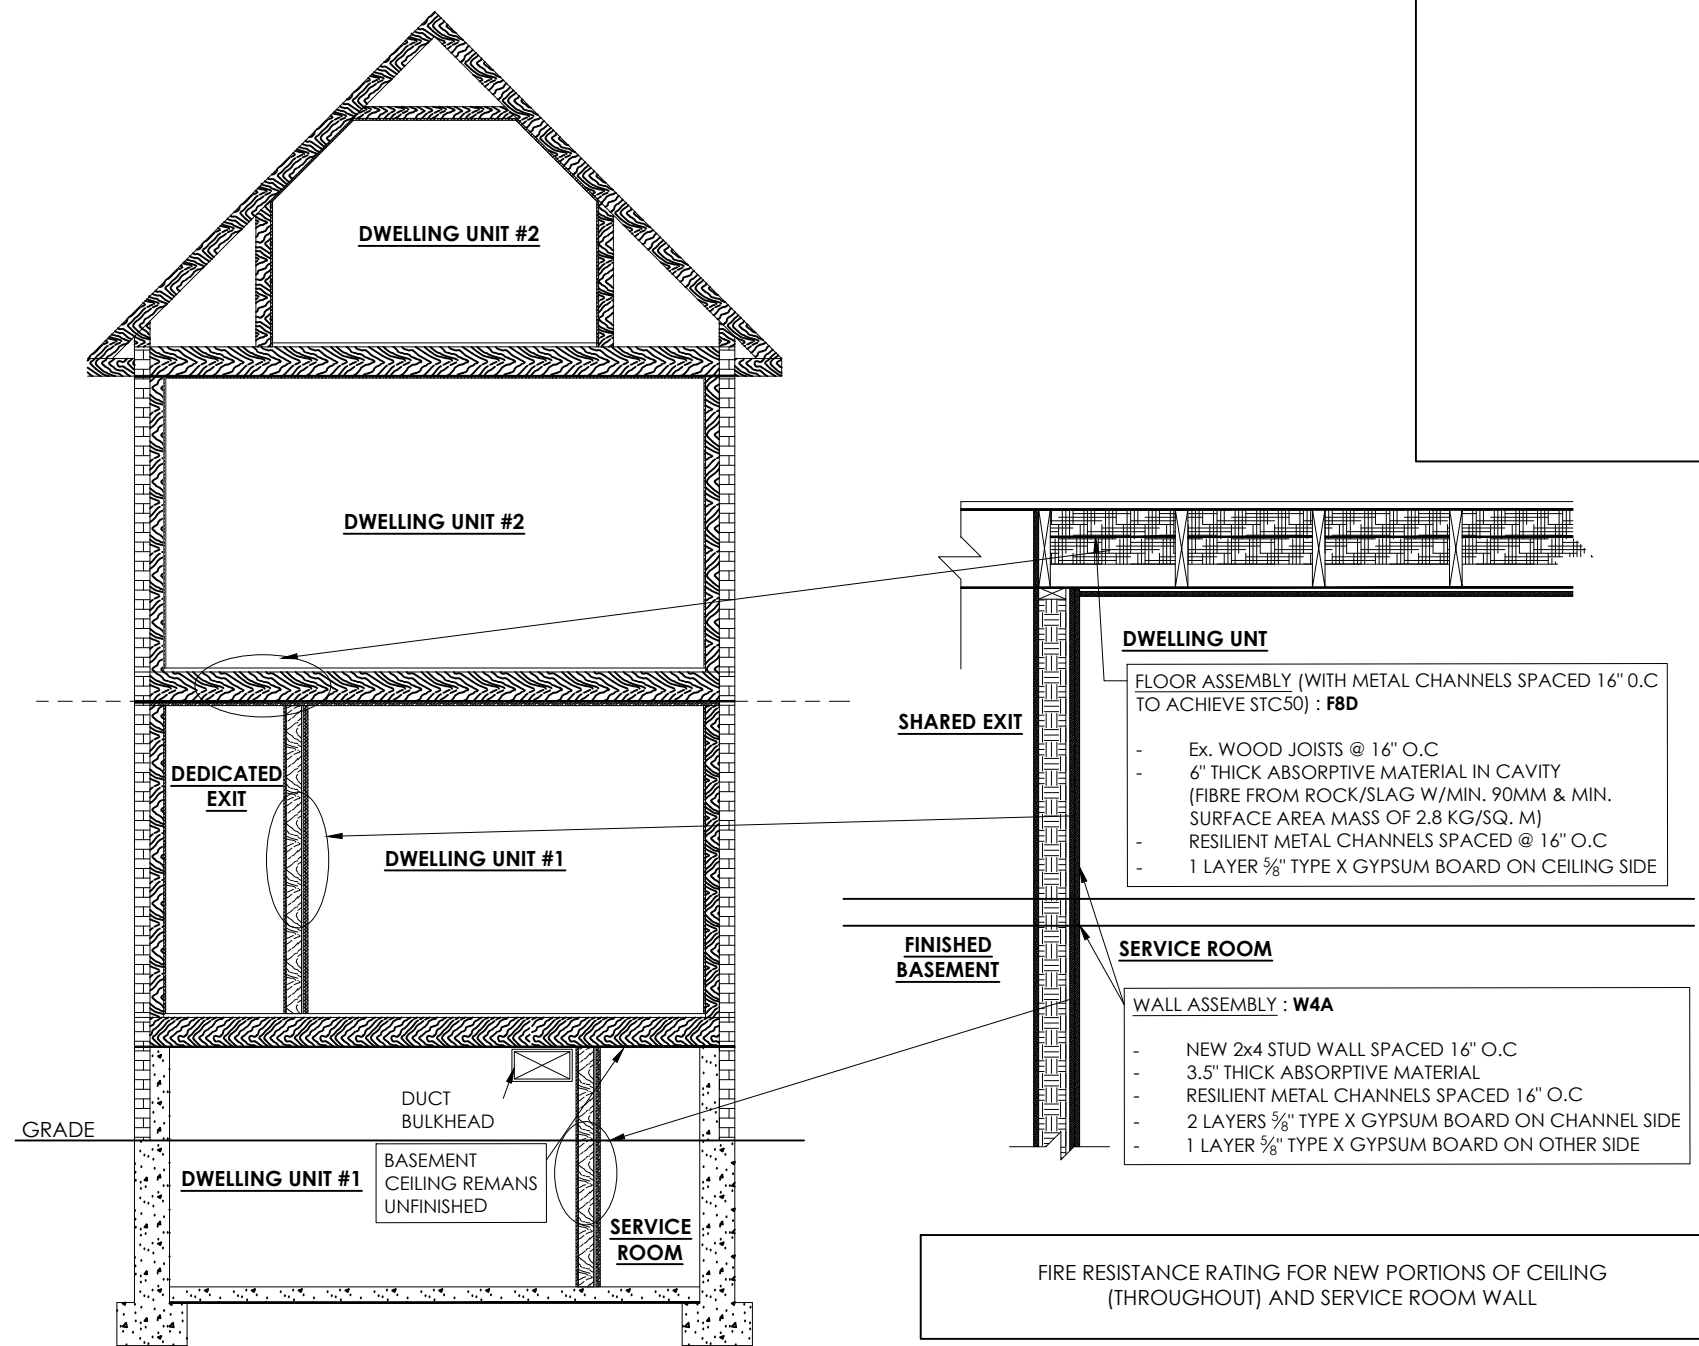 DWELLING UNIT #2
DWELLING UNIT #2
DEDICATED
EXIT
DWELLING UNIT #1
DUCT
BULKHEAD
GRADE
BASEMENT
CEILING REMANS
UNFINISHED
DWELLING UNIT #1
SERVICE
ROOM
DWELLING UNT
FLOOR ASSEMBLY (WITH METAL CHANNELS SPACED 16" 0.C
TO ACHIEVE STC50) : F8D
- Ex. WOOD JOISTS @ 16" O.C
- 6" THICK ABSORPTIVE MATERIAL IN CAVITY
(FIBRE FROM ROCK/SLAG W/MIN. 90MM & MIN.
SURFACE AREA MASS OF 2.8 KG/SQ. M)
- RESILIENT METAL CHANNELS SPACED @ 16" O.C
- 1 LAYER ⅝" TYPE X GYPSUM BOARD ON CEILING SIDE
SHARED EXIT
FINISHED
BASEMENT
SERVICE ROOM
WALL ASSEMBLY : W4A
- NEW 2x4 STUD WALL SPACED 16" O.C
- 3.5" THICK ABSORPTIVE MATERIAL
- RESILIENT METAL CHANNELS SPACED 16" O.C
- 2 LAYERS ⅝" TYPE X GYPSUM BOARD ON CHANNEL SIDE
- 1 LAYER ⅝" TYPE X GYPSUM BOARD ON OTHER SIDE
FIRE RESISTANCE RATING FOR NEW PORTIONS OF CEILING
(THROUGHOUT) AND SERVICE ROOM WALL